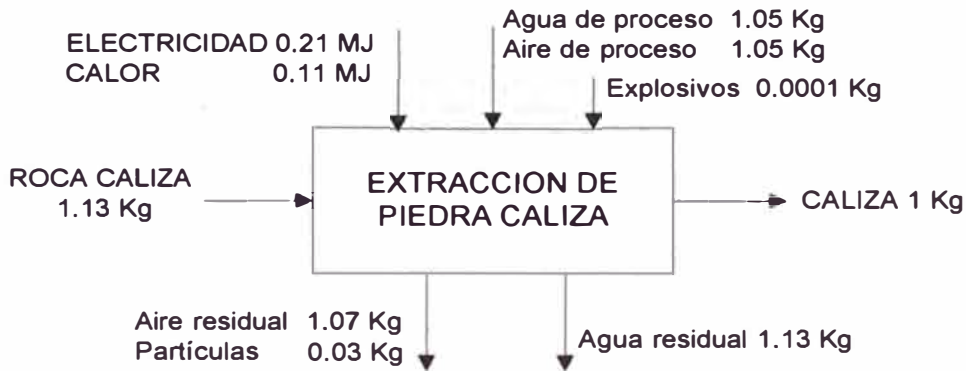 ELECTRICIDAD 0.21 MJ
CALOR 0.11 MJ
Agua de proceso 1.05 Kg
Aire de proceso 1.05 Kg
Explosivos 0.0001 Kg
ROCA CALIZA
1.13 Kg
EXTRACCION DE
PIEDRA CALIZA
CALIZA 1 Kg
Aire residual 1.07 Kg
Partículas 0.03 Kg
Agua residual 1.13 Kg